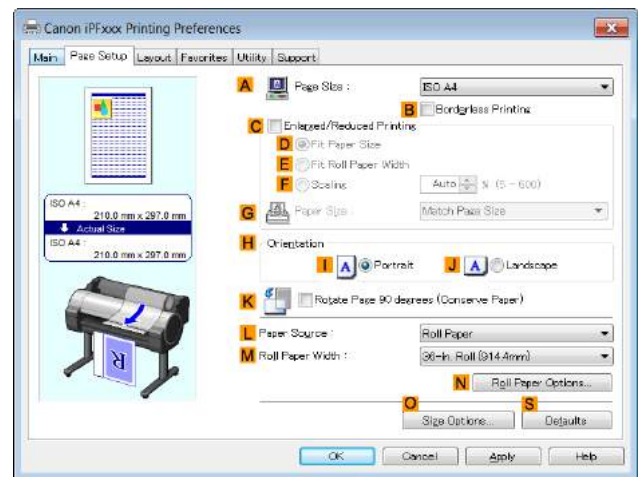 Canon iPFxxx Printing Preferences
Main Page Setup Layout Favorites Utility Support
A Page Size : ISO A4
B Borderless Printing
C Enlarged/Reduced Printing
D Fit Paper Size
E Fit Roll Paper Width
F Scaling Auto % (5 - 600)
G Paper Size : Match Page Size
ISO A4 :
210.0 mm x 297.0 mm
Actual Size
ISO A4 :
210.0 mm x 297.0 mm
H Orientation
I A Portrait J A Landscape
K Rotate Page 90 degrees (Conserve Paper)
L Paper Source : Roll Paper
M Roll Paper Width : 36-in. Roll (914.4mm)
R
N Roll Paper Options...
O S
Size Options... Defaults
OK Cancel Apply Help